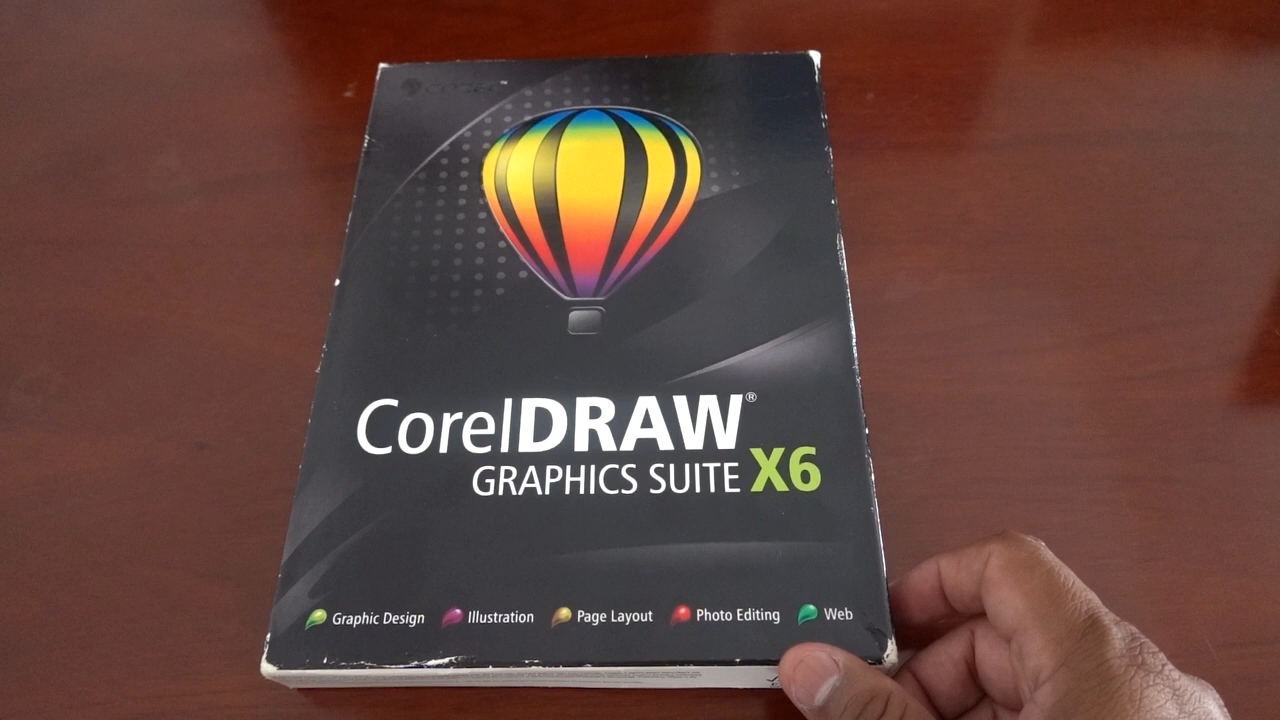 CorelDRAW®
GRAPHICS SUITE X6
Graphic Design Illustration Page Layout Photo Editing Web